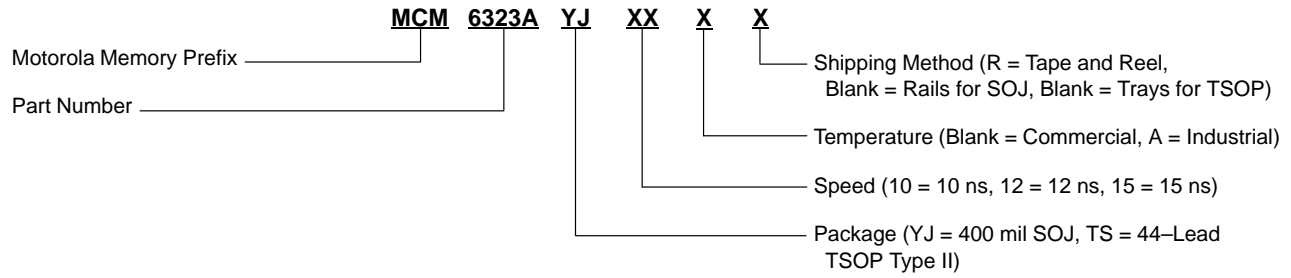 MCM 6323A YJ XX X X
Motorola Memory Prefix
Part Number
Shipping Method (R = Tape and Reel,
Blank = Rails for SOJ, Blank = Trays for TSOP)
Temperature (Blank = Commercial, A = Industrial)
Speed (10 = 10 ns, 12 = 12 ns, 15 = 15 ns)
Package (YJ = 400 mil SOJ, TS = 44–Lead
TSOP Type II)